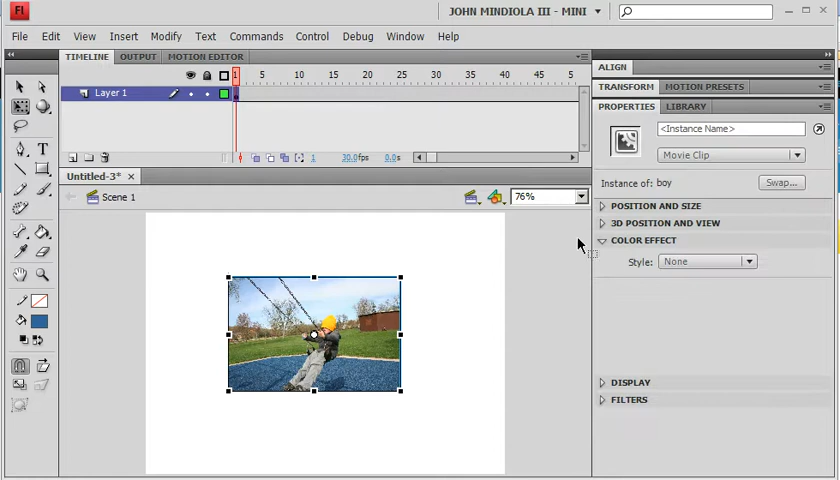 Fl
JOHN MINDIOLA III - MINI
File Edit View Insert Modify Text Commands Control Debug Window Help
TIMELINE OUTPUT MOTION EDITOR
ALIGN
1 5 10 15 20 25 30 35 40 45 5
TRANSFORM MOTION PRESETS
Layer 1
PROPERTIES LIBRARY
<Instance Name>
T
Movie Clip
1 30.0fps 0.0s
Untitled-3* ×
Instance of: boy Swap...
Scene 1 76%
POSITION AND SIZE
3D POSITION AND VIEW
COLOR EFFECT
Style: None
DISPLAY
FILTERS